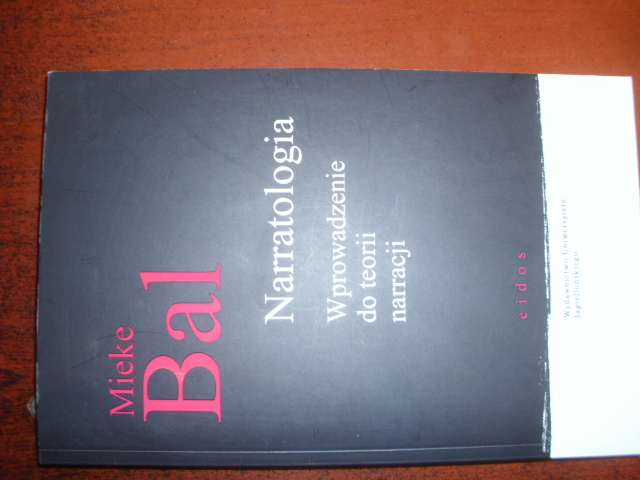 Mieke
Bal
Narratologia
Wprowadzenie
do teorii
narracji
eidos
Wydawnictwo Uniwersytetu
Jagiellońskiego